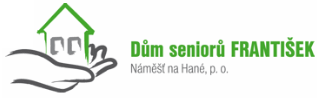 Dům seniorů FRANTIŠEK
Náměšť na Hané, p. o.